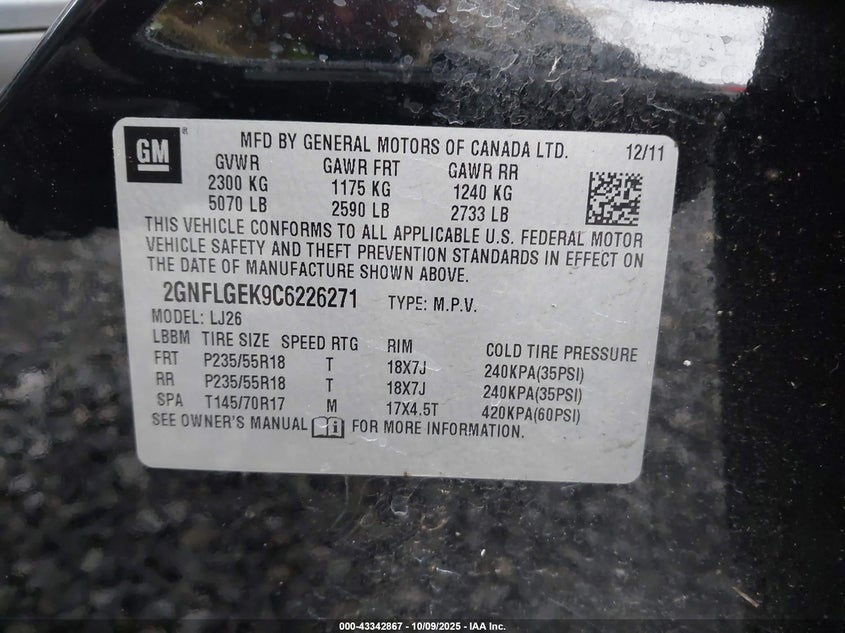 GM ®
MFD BY GENERAL MOTORS OF CANADA LTD. 12/11
GVWR GAWR FRT GAWR RR
2300 KG 1175 KG 1240 KG
5070 LB 2590 LB 2733 LB
THIS VEHICLE CONFORMS TO ALL APPLICABLE U.S. FEDERAL MOTOR
VEHICLE SAFETY AND THEFT PREVENTION STANDARDS IN EFFECT ON
THE DATE OF MANUFACTURE SHOWN ABOVE.
2GNFLGEK9C6226271 TYPE: M.P.V.
MODEL: LJ26
LBBM TIRE SIZE SPEED RTG RIM COLD TIRE PRESSURE
FRT P235/55R18 T 18X7J 240KPA(35PSI)
RR P235/55R18 T 18X7J 240KPA(35PSI)
SPA T145/70R17 M 17X4.5T 420KPA(60PSI)
SEE OWNER'S MANUAL i FOR MORE INFORMATION.
000-43342867 - 10/09/2025 - IAA Inc.